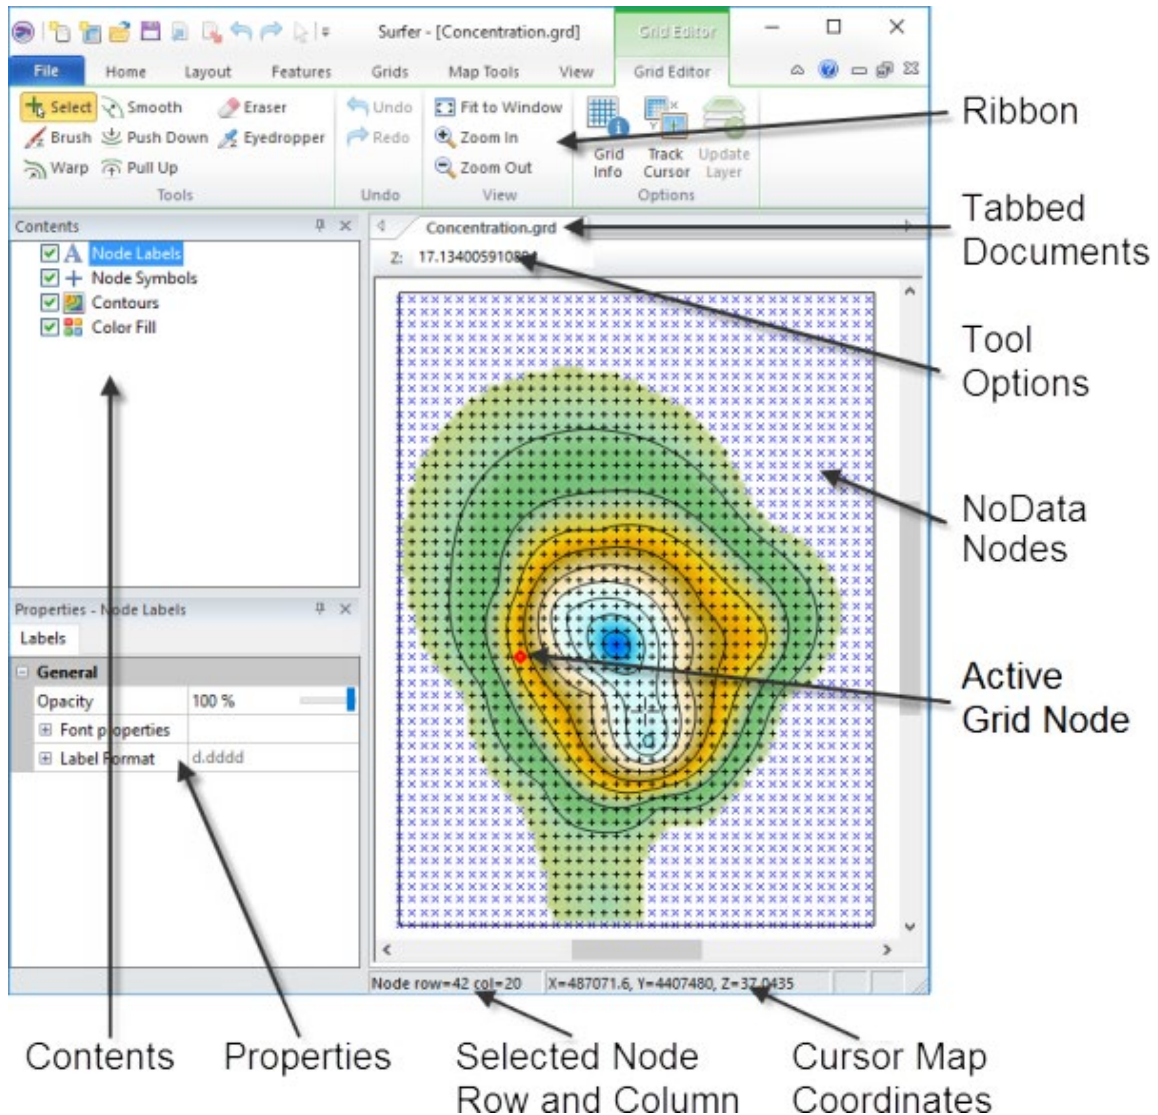 Surfer - [Concentration.grd] Grid Editor
File Home Layout Features Grids Map Tools View Grid Editor
Select Smooth Eraser Undo Fit to Window
Brush Push Down Eyedropper Redo Zoom In
Warp Pull Up Zoom Out
Grid Info
Track Cursor
Update Layer
Tools Undo View Options
Ribbon
Contents
Concentration.grd
Tabbed
Documents
Node Labels
Node Symbols
Contours
Color Fill
Z:
Tool
Options
NoData
Nodes
Properties - Node Labels
Labels
General
Opacity 100 %
Font properties
Label Format d.dddd
Active
Grid Node
Node row=42 col=20 X=487071.6, Y=4407480, Z=37.0435
Contents
Properties
Selected Node
Row and Column
Cursor Map
Coordinates